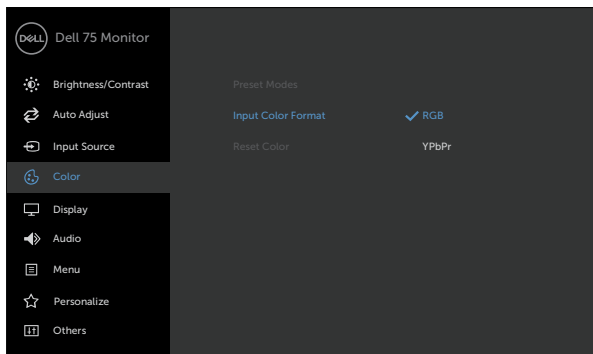 DELL Dell 75 Monitor
Brightness/Contrast
Auto Adjust
Input Source
Color
Display
Audio
Menu
Personalize
Others
Preset Modes
Input Color Format RGB
Reset Color YPbPr